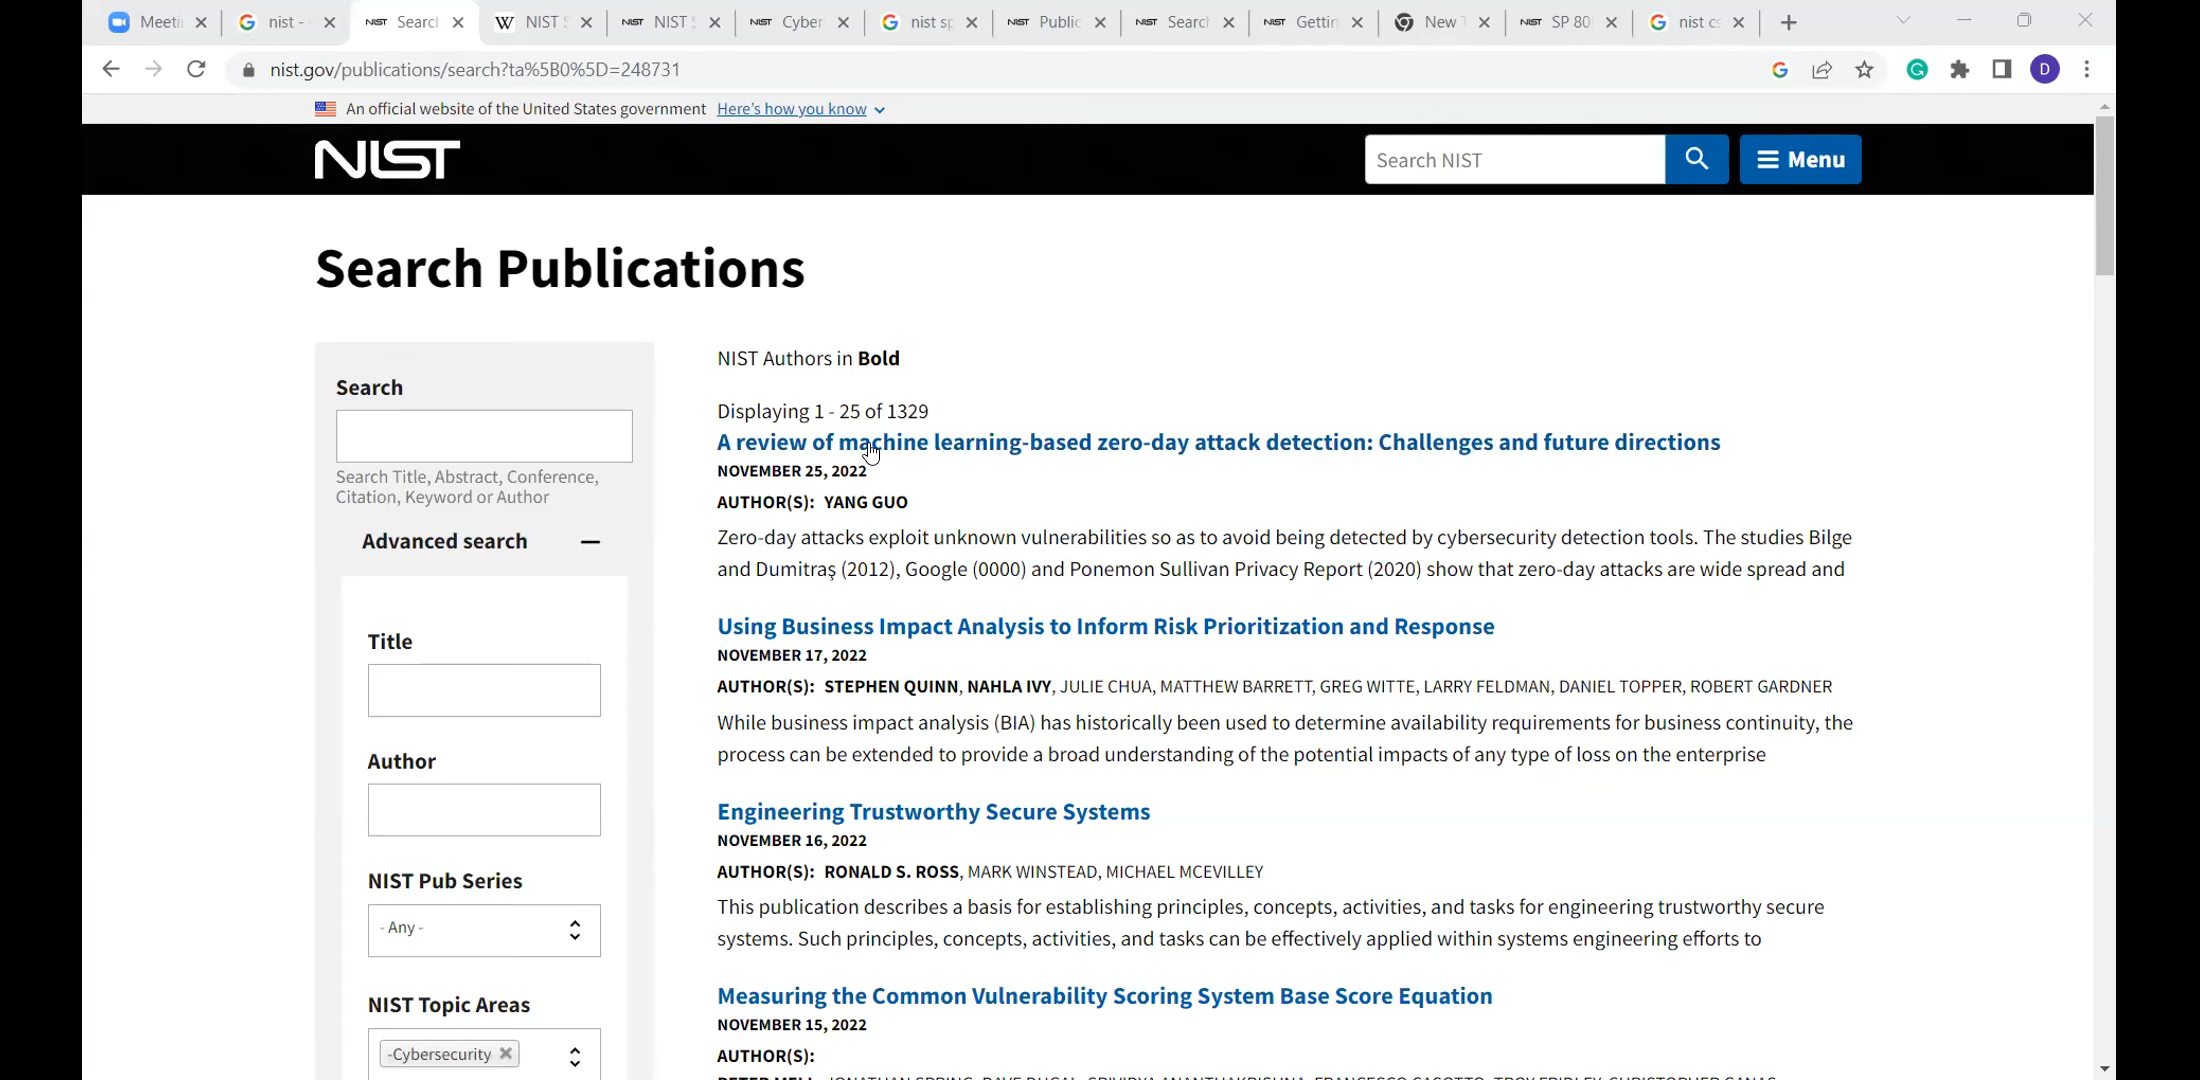 Meeti
nist -
NIST Search
W NIST S
NIST NIST S
NIST Cyber
nist sp
NIST Public
NIST Search
NIST Gettin
New T
NIST SP 80
nist cs
nist.gov/publications/search?ta%5B0%5D=248731
D
An official website of the United States government Here's how you know
NIST
Search NIST
Menu
Search Publications
Search
Search Title, Abstract, Conference,
Citation, Keyword or Author
Advanced search
Title
Author
NIST Pub Series
- Any -
NIST Topic Areas
-Cybersecurity
NIST Authors in Bold
Displaying 1 - 25 of 1329
A review of machine learning-based zero-day attack detection: Challenges and future directions
NOVEMBER 25, 2022
AUTHOR(S): YANG GUO
Zero-day attacks exploit unknown vulnerabilities so as to avoid being detected by cybersecurity detection tools. The studies Bilge
and Dumitraş (2012), Google (0000) and Ponemon Sullivan Privacy Report (2020) show that zero-day attacks are wide spread and
Using Business Impact Analysis to Inform Risk Prioritization and Response
NOVEMBER 17, 2022
AUTHOR(S): STEPHEN QUINN, NAHLA IVY, JULIE CHUA, MATTHEW BARRETT, GREG WITTE, LARRY FELDMAN, DANIEL TOPPER, ROBERT GARDNER
While business impact analysis (BIA) has historically been used to determine availability requirements for business continuity, the
process can be extended to provide a broad understanding of the potential impacts of any type of loss on the enterprise
Engineering Trustworthy Secure Systems
NOVEMBER 16, 2022
AUTHOR(S): RONALD S. ROSS, MARK WINSTEAD, MICHAEL MCEVILLEY
This publication describes a basis for establishing principles, concepts, activities, and tasks for engineering trustworthy secure
systems. Such principles, concepts, activities, and tasks can be effectively applied within systems engineering efforts to
Measuring the Common Vulnerability Scoring System Base Score Equation
NOVEMBER 15, 2022
AUTHOR(S):